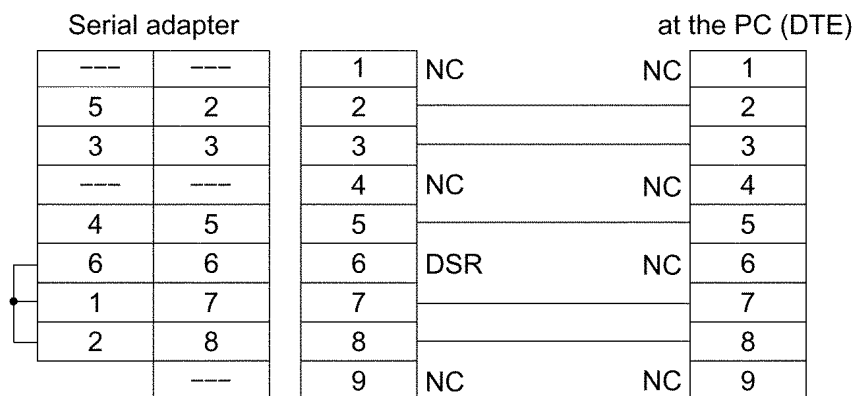 Serial adapter at the PC (DTE)
--- --- 1 NC NC 1
5 2 2 2
3 3 3 3
--- --- 4 NC NC 4
4 5 5 5
6 6 6 DSR NC 6
1 7 7 7
2 8 8 8
--- 9 NC NC 9